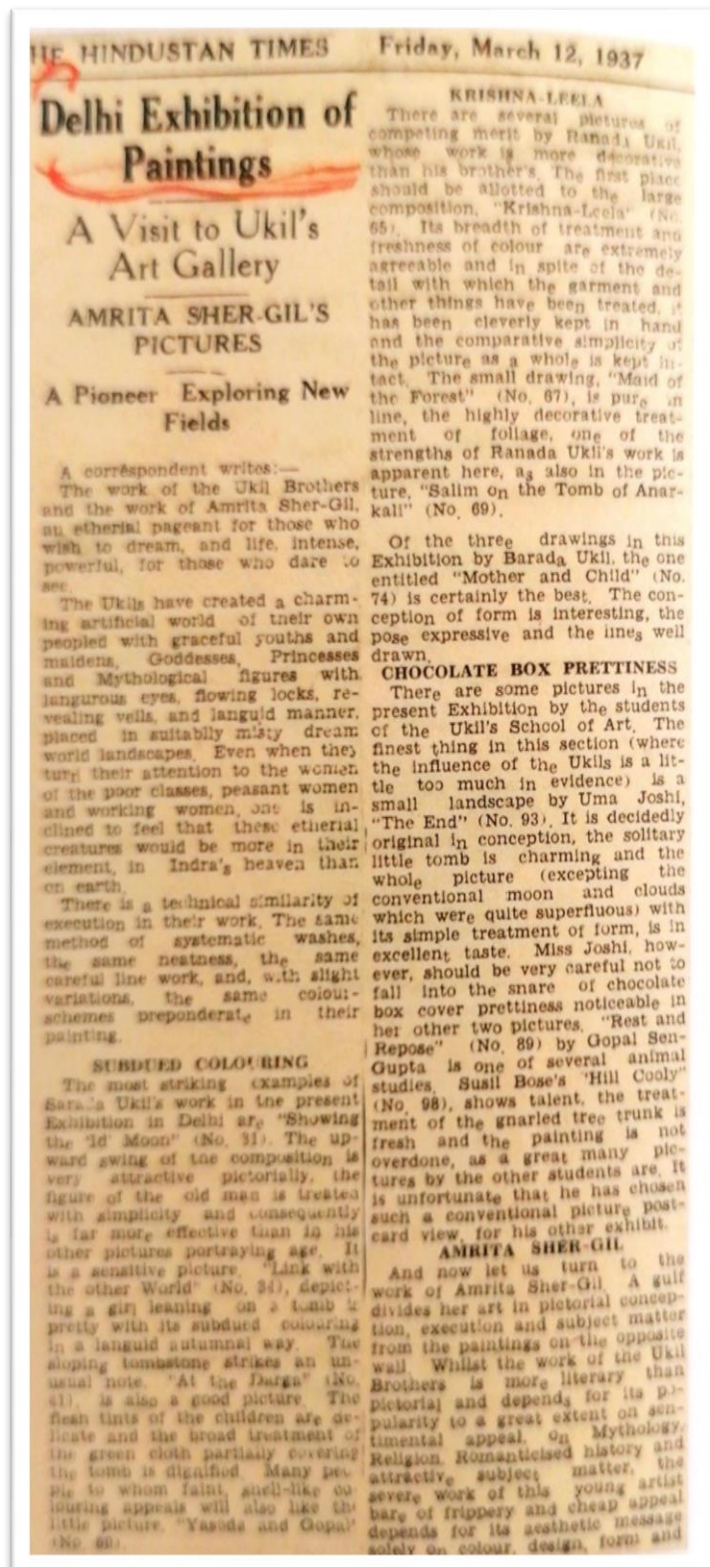 HE HINDUSTAN TIMES Friday, March 12, 1937
Delhi Exhibition of
Paintings
A Visit to Ukil's
Art Gallery
AMRITA SHER-GIL'S
PICTURES
A Pioneer Exploring New
Fields
A correspondent writes:—
The work of the Ukil Brothers
and the work of Amrita Sher-Gil,
an etherial pageant for those who
wish to dream, and life, intense,
powerful, for those who dare to
see.
The Ukils have created a charm-
ing artificial world of their own
peopled with graceful youths and
maidens, Goddesses, Princesses
and Mythological figures with
langurous eyes, flowing locks, re-
vealing veils, and languid manner,
placed in suitablly misty dream
world landscapes. Even when they
turn their attention to the women
of the poor classes, peasant women
and working women, one is in-
clined to feel that these etherial
creatures would be more in their
element, in Indra's heaven than
on earth.
There is a technical similarity of
execution in their work. The same
method of systematic washes,
the same neatness, the same
careful line work, and, with slight
variations, the same colour-
schemes preponderate in their
painting.
SUBDUED COLOURING
The most striking examples of
Ukil's work in the present
Exhibition in Delhi are "Showing
the 'Id' Moon" (No. 31). The up-
ward swing of the composition is
very attractive pictorially, the
figure of the old man is treated
with simplicity and consequently
is far more effective than in his
other pictures portraying age. It
is a sensitive picture. "Link with
the other World" (No. 34), depict-
ing a girl leaning on a tomb is
pretty with its subdued colouring
in a languid autumnal way. The
sloping tombstone strikes an un-
usual note. "At the Darga" (No.
41), is also a good picture. The
flesh tints of the children are de-
licate and the broad treatment of
the green cloth partially covering
the tomb is dignified. Many peo-
ple to whom faint, shell-like co-
louring appeals will also like the
little picture, "Yasoda and Gopal"
(No. 60).
KRISHNA-LEELA
There are several pictures of
competing merit by Ranada Ukil,
whose work is more decorative
than his brother's. The first place
should be allotted to the large
composition, "Krishna-Leela" (No.
65). Its breadth of treatment and
freshness of colour are extremely
agreeable and in spite of the de-
tail with which the garment and
other things have been treated, it
has been cleverly kept in hand
and the comparative simplicity of
the picture as a whole is kept in-
tact. The small drawing, "Maid of
the Forest" (No. 67), is pure in
line, the highly decorative treat-
ment of foliage, one of the
strengths of Ranada Ukil's work is
apparent here, as also in the pic-
ture, "Salim on the Tomb of Anar-
kali" (No. 69).
Of the three drawings in this
Exhibition by Barada Ukil, the one
entitled "Mother and Child" (No.
74) is certainly the best. The con-
ception of form is interesting, the
pose expressive and the lines well
drawn.
CHOCOLATE BOX PRETTINESS
There are some pictures in the
present Exhibition by the students
of the Ukil's School of Art. The
finest thing in this section (where
the influence of the Ukils is a lit-
tle too much in evidence) is a
small landscape by Uma Joshi,
"The End" (No. 93). It is decidedly
original in conception, the solitary
little tomb is charming and the
whole picture (excepting the
conventional moon and clouds
which were quite superfluous) with
its simple treatment of form, is in
excellent taste. Miss Joshi, how-
ever, should be very careful not to
fall into the snare of chocolate
box cover prettiness noticeable in
her other two pictures. "Rest and
Repose" (No. 89) by Gopal Sen-
Gupta is one of several animal
studies. Susil Bose's 'Hill Cooly"
(No. 98), shows talent, the treat-
ment of the gnarled tree trunk is
fresh and the painting is not
overdone, as a great many pic-
tures by the other students are. It
is unfortunate that he has chosen
such a conventional picture post-
card view, for his other exhibit.
AMRITA SHER-GIL
And now let us turn to the
work of Amrita Sher-Gil. A gulf
divides her art in pictorial concep-
tion, execution and subject matter
from the paintings on the opposite
wall. Whilst the work of the Ukil
Brothers is more literary than
pictorial and depends for its po-
pularity to a great extent on sen-
timental appeal, on Mythology,
Religion, Romanticised history and
attractive subject matter, the
severe work of this young artist
bare of frippery and cheap appeal
depends for its aesthetic message
solely on colour, design, form and